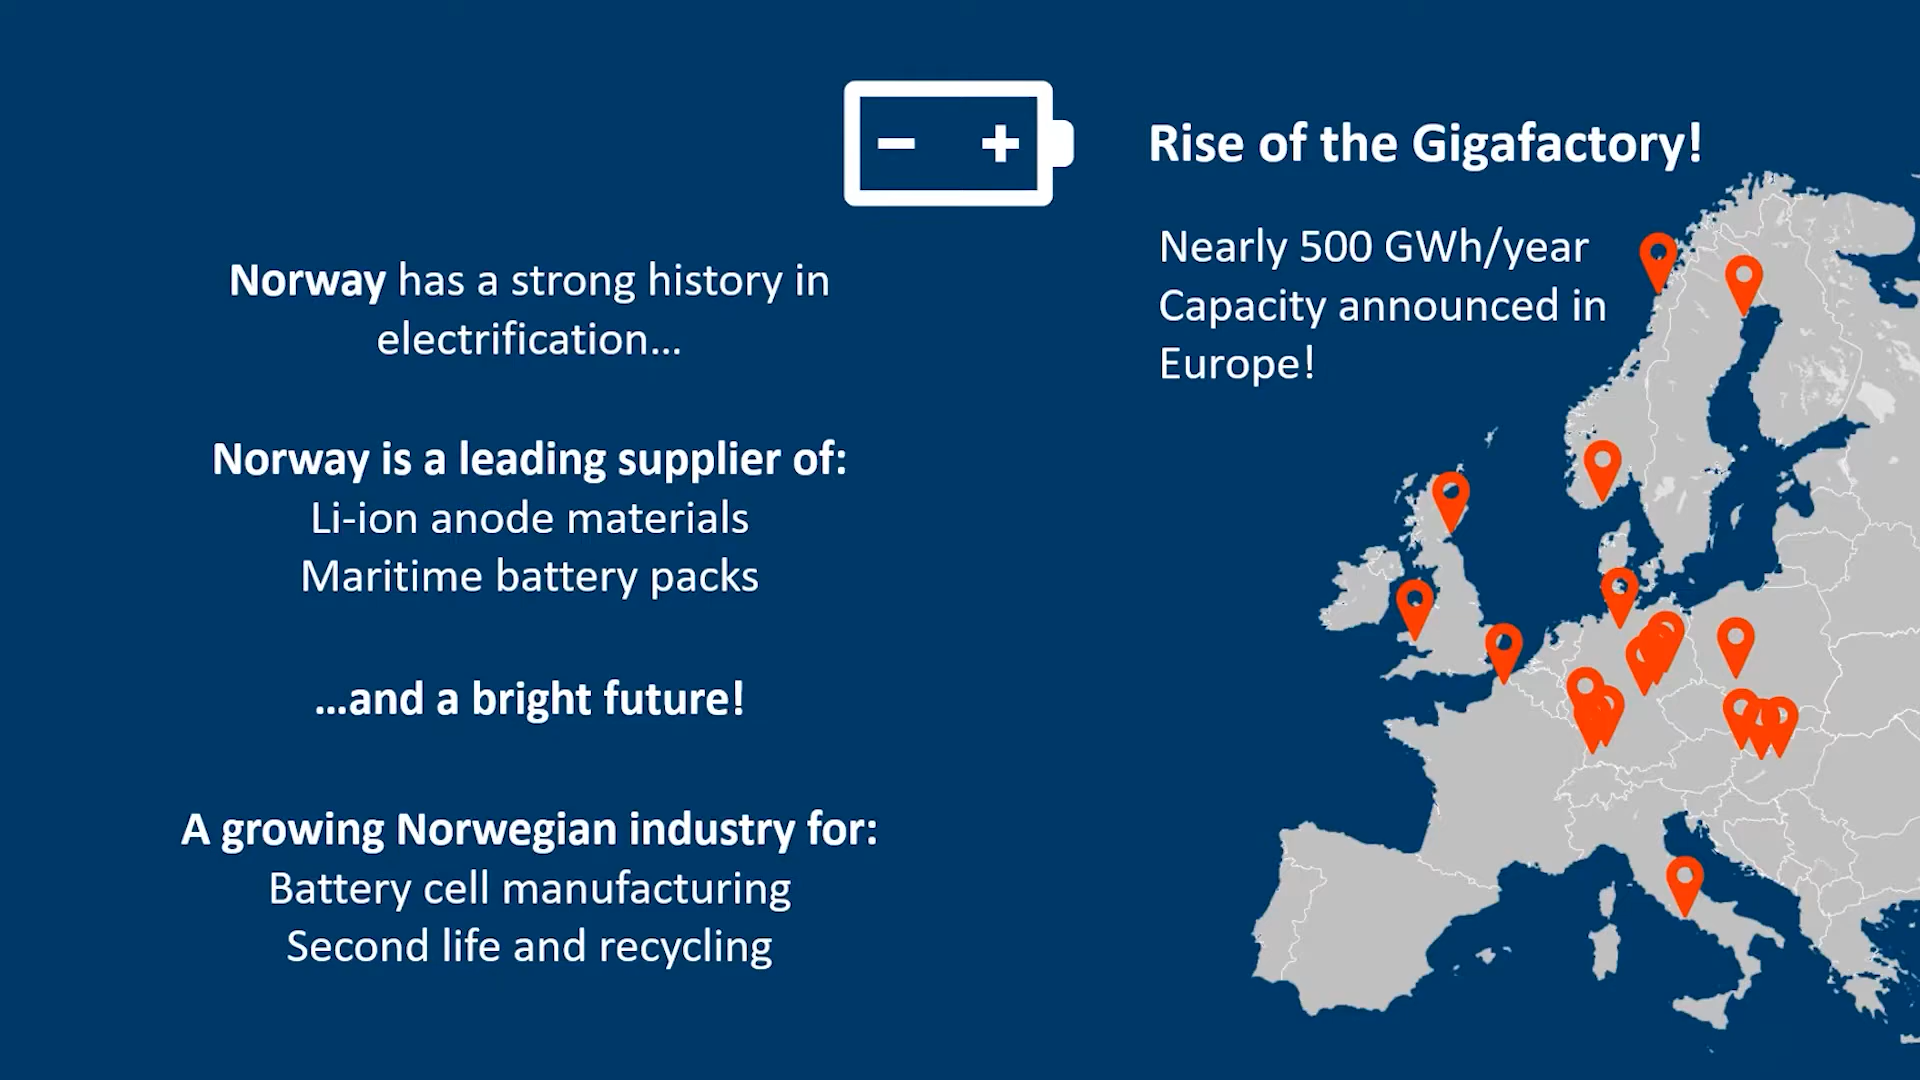 Rise of the Gigafactory!
Nearly 500 GWh/year
Capacity announced in
Europe!
Norway has a strong history in
electrification...
Norway is a leading supplier of:
Li-ion anode materials
Maritime battery packs
...and a bright future!
A growing Norwegian industry for:
Battery cell manufacturing
Second life and recycling